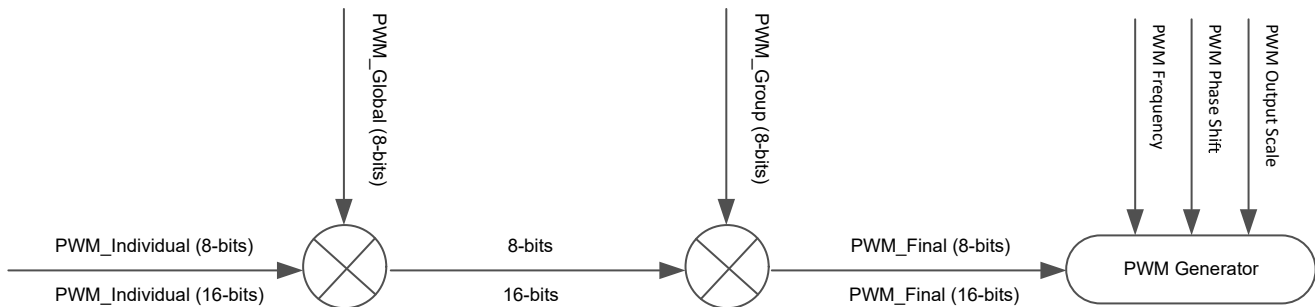 PWM_Global (8-bits)
PWM_Group (8-bits)
PWM Frequency
PWM Phase Shift
PWM Output Scale
PWM_Individual (8-bits)
8-bits
PWM_Final (8-bits)
PWM Generator
PWM_Individual (16-bits)
16-bits
PWM_Final (16-bits)